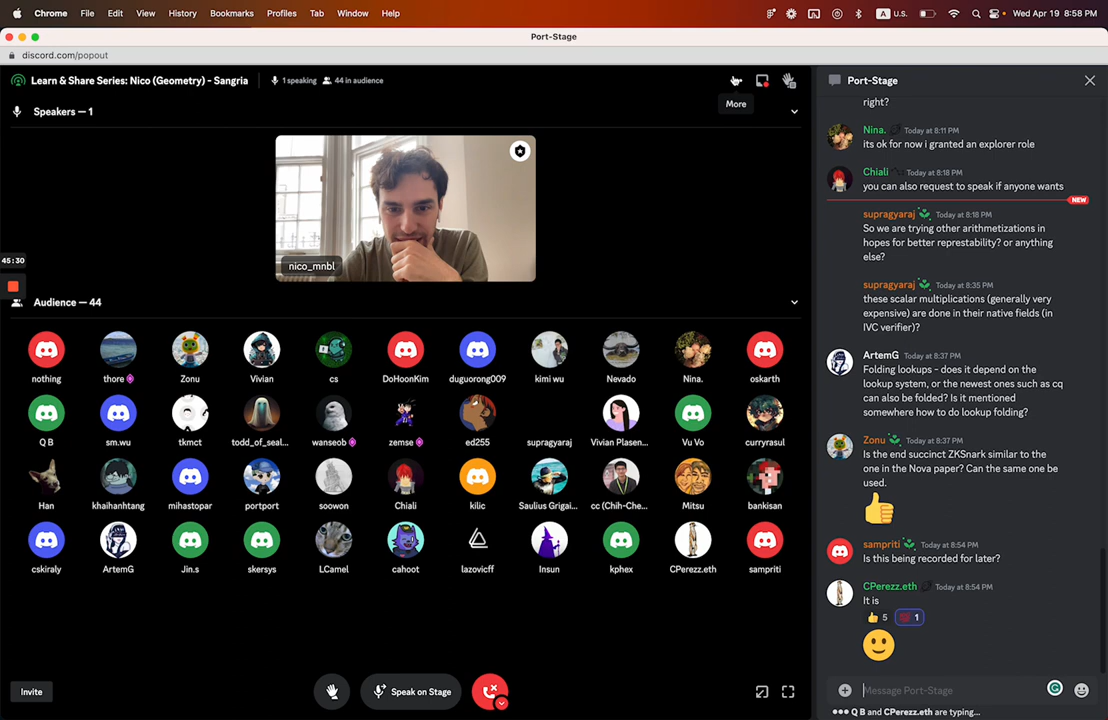 Chrome File Edit View History Bookmarks Profiles Tab Window Help A U.S. Wed Apr 19 8:58 PM
Port-Stage
discord.com/popout
Learn & Share Series: Nico (Geometry) - Sangria 1 speaking 44 in audience
More
Speakers — 1
nico_mnbl
45:30
Audience — 44
nothing thore Zonu Vivian cs DoHoonKim duguorong009 kimi wu Nevado Nina. oskarth
Q B sm.wu tkmct todd_of_seal... wanseob zemse ed255 supragyaraj Vivian Plasen... Vu Vo curryrasul
Han khaihanhtang mihastopar portport soowon Chiali kilic Saulius Grigai... cc (Chih-Che... Mitsu bankisan
cskiraly ArtemG Jin.s skersys LCamel cahoot lazovicff Insun kphex CPerezz.eth sampriti
Invite
Speak on Stage
Port-Stage
right?
Nina. Today at 8:11 PM
its ok for now i granted an explorer role
Chiali Today at 8:18 PM
you can also request to speak if anyone wants
NEW
supragyaraj Today at 8:18 PM
So we are trying other arithmetizations in
hopes for better represtability? or anything
else?
supragyaraj Today at 8:35 PM
these scalar multiplications (generally very
expensive) are done in their native fields (in
IVC verifier)?
ArtemG Today at 8:37 PM
Folding lookups - does it depend on the
lookup system, or the newest ones such as cq
can also be folded? Is it mentioned
somewhere how to do lookup folding?
Zonu Today at 8:37 PM
Is the end succinct ZKSnark similar to the
one in the Nova paper? Can the same one be
used.
sampriti Today at 8:54 PM
Is this being recorded for later?
CPerezz.eth Today at 8:54 PM
It is
5 1
Message Port-Stage
Q B and CPerezz.eth are typing...